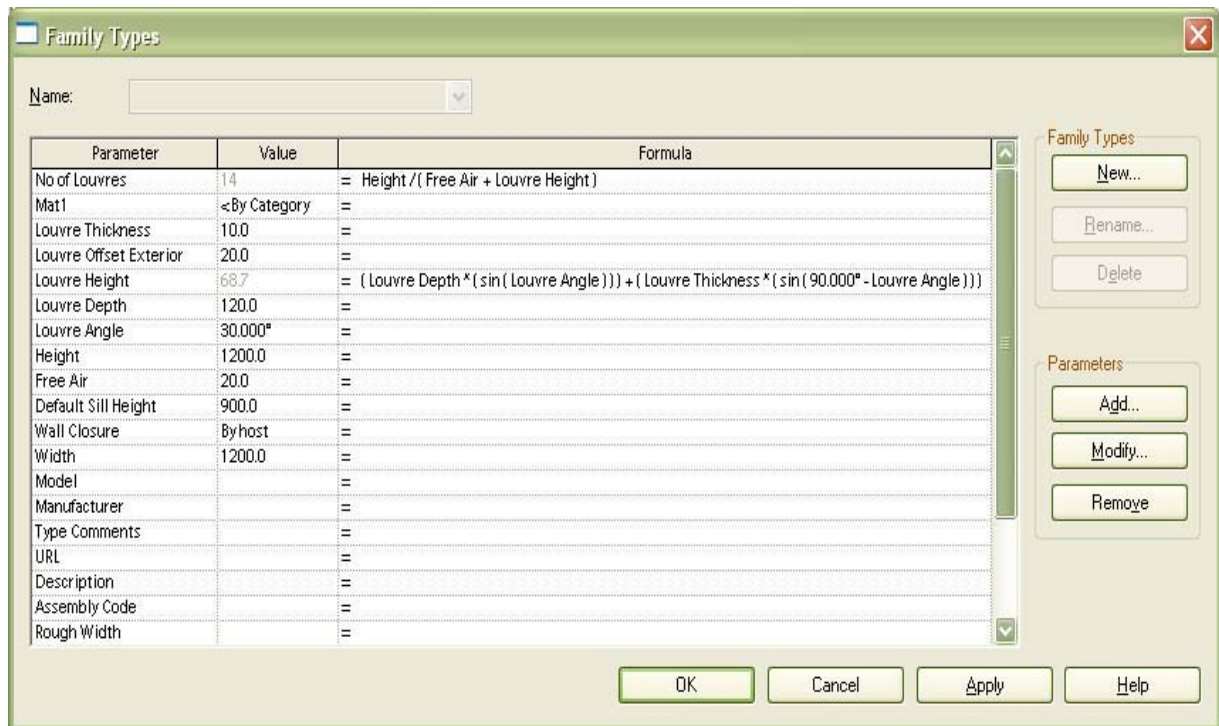 Family Types
Name:
Parameter Value Formula
No of Louvres 14 = Height / ( Free Air + Louvre Height )
Mat1 <By Category =
Louvre Thickness 10.0 =
Louvre Offset Exterior 20.0 =
Louvre Height 68.7 = ( Louvre Depth * ( sin ( Louvre Angle ) ) ) + ( Louvre Thickness * ( sin ( 90.000° - Louvre Angle ) ) )
Louvre Depth 120.0 =
Louvre Angle 30.000° =
Height 1200.0 =
Free Air 20.0 =
Default Sill Height 900.0 =
Wall Closure By host =
Width 1200.0 =
Model =
Manufacturer =
Type Comments =
URL =
Description =
Assembly Code =
Rough Width =
Family Types
New...
Rename...
Delete
Parameters
Add...
Modify...
Remove
OK Cancel Apply Help